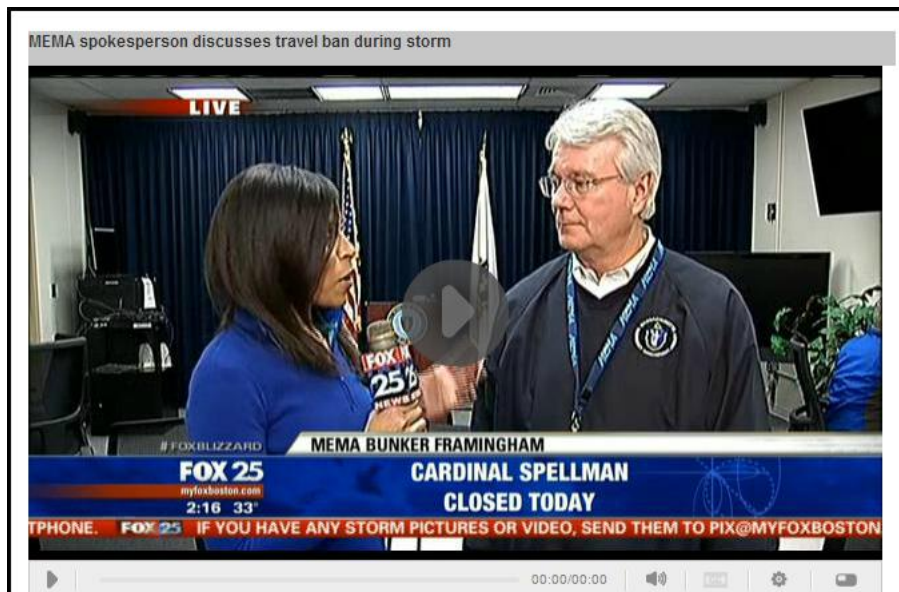 MEMA spokesperson discusses travel ban during storm
LIVE
MEMA
MEMA
FOX
25
NEWS
#FOXBLIZZARD
MEMA BUNKER FRAMINGHAM
FOX 25
myfoxboston.com
2:16 33°
CARDINAL SPELLMAN
CLOSED TODAY
TPHONE. FOX 25 IF YOU HAVE ANY STORM PICTURES OR VIDEO, SEND THEM TO PIX@MYFOXBOSTON
00:00/00:00